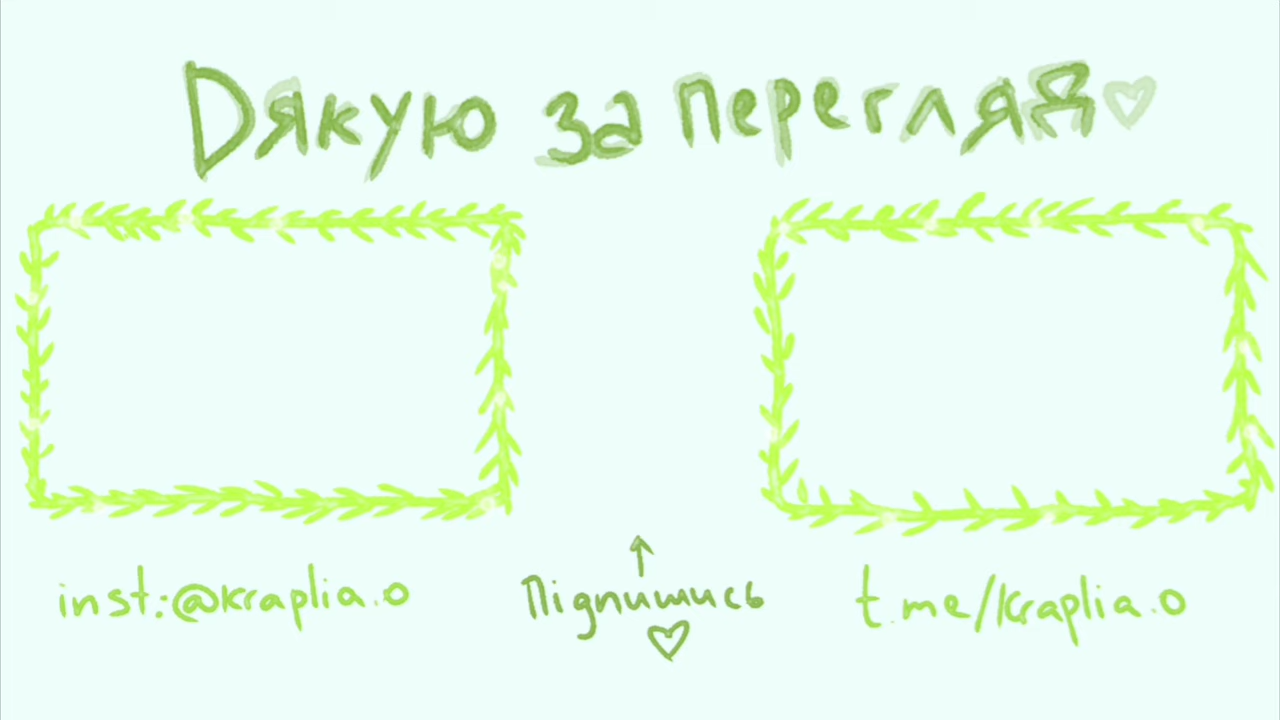 Дякую за перегляд
inst:@kraplia.o
Підпишись
t.me/kraplia.o